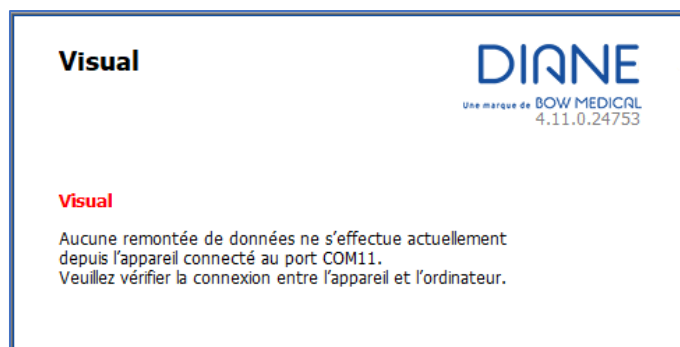 Visual
DIANE
Une marque de BOW MEDICAL
4.11.0.24753
Visual
Aucune remontée de données ne s’effectue actuellement
depuis l’appareil connecté au port COM11.
Veuillez vérifier la connexion entre l’appareil et l’ordinateur.